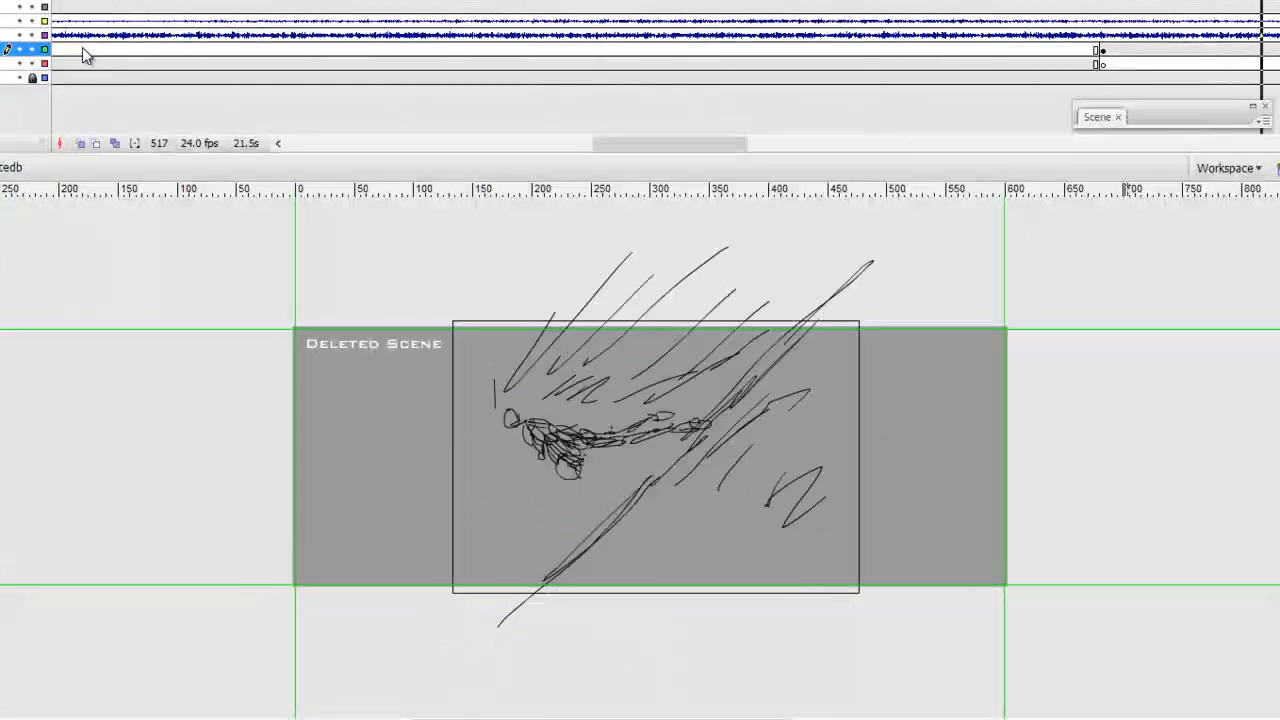 Scene
517 24.0 fps 21.5s
tedb
Workspace
250 200 150 100 50 0 50 100 150 200 250 300 350 400 450 500 550 600 650 700 750 800
Deleted Scene